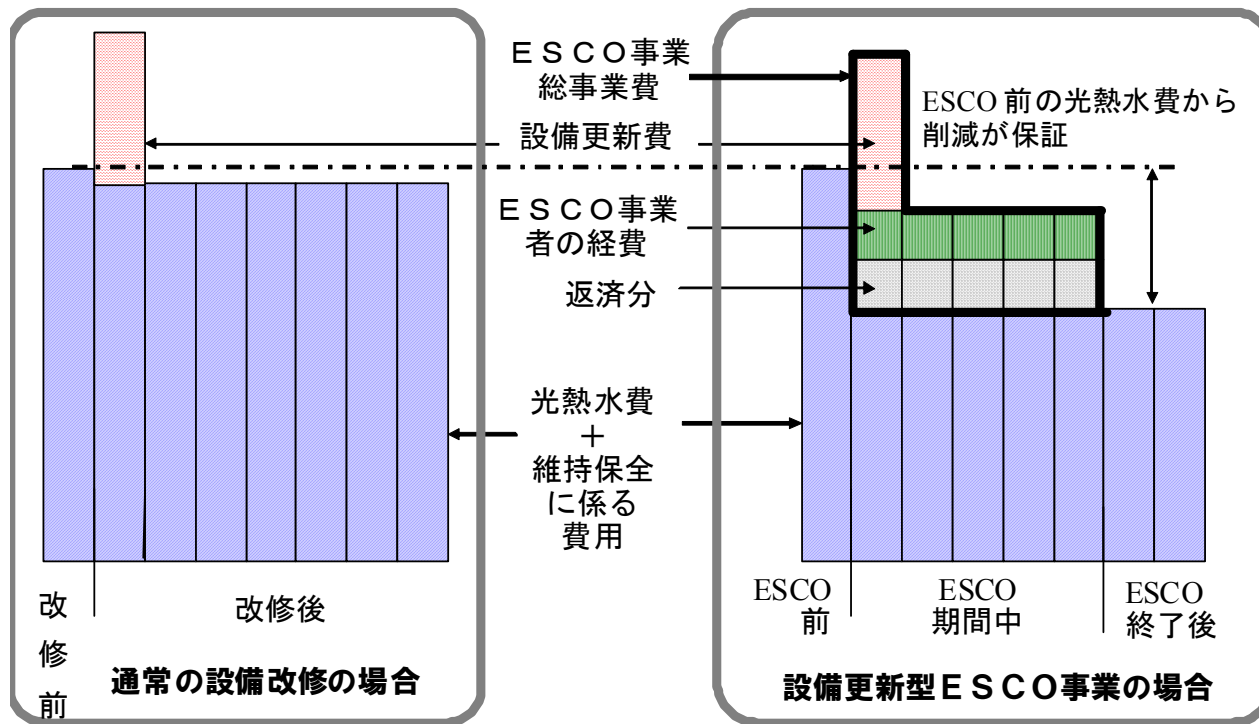 ＥＳＣＯ事業
総事業費
設備更新費
ＥＳＣＯ事業
者の経費
返済分
光熱水費
＋
維持保全
に係る
費用
改
修
前
改修後
通常の設備改修の場合
ESCO 前の光熱水費から
削減が保証
ESCO
前
ESCO
期間中
ESCO
終了後
設備更新型ＥＳＣＯ事業の場合